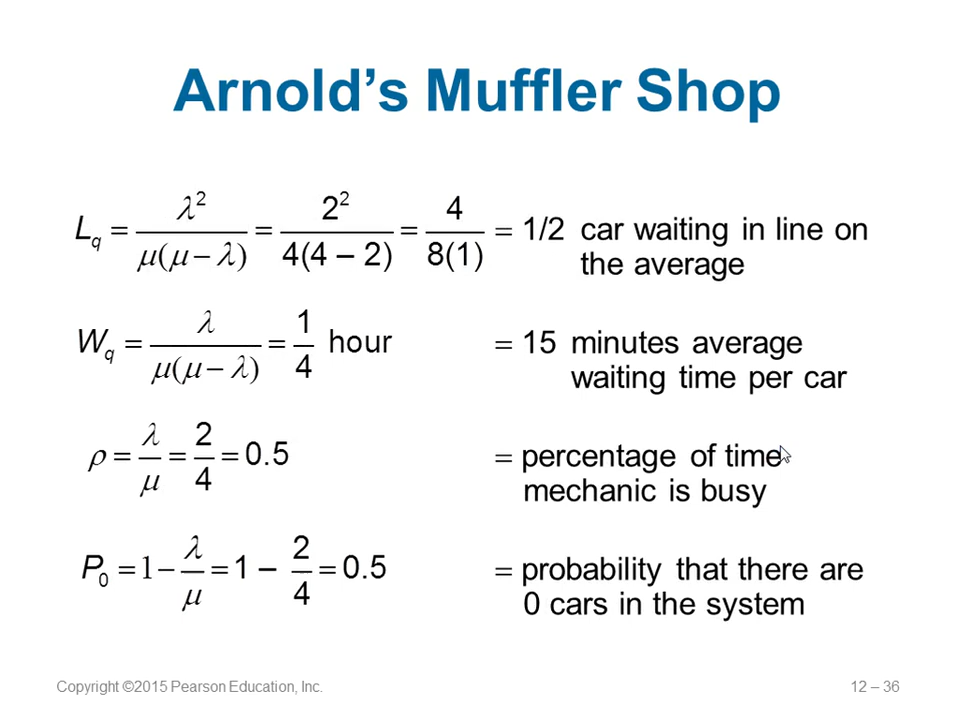 Arnold's Muffler Shop
L_q = λ² / μ(μ – λ) = 2² / 4(4 – 2) = 4 / 8(1) = 1/2 car waiting in line on
the average
W_q = λ / μ(μ – λ) = 1/4 hour = 15 minutes average
waiting time per car
ρ = λ/μ = 2/4 = 0.5 = percentage of time
mechanic is busy
P₀ = 1 – λ/μ = 1 – 2/4 = 0.5 = probability that there are
0 cars in the system
Copyright ©2015 Pearson Education, Inc. 12 – 36